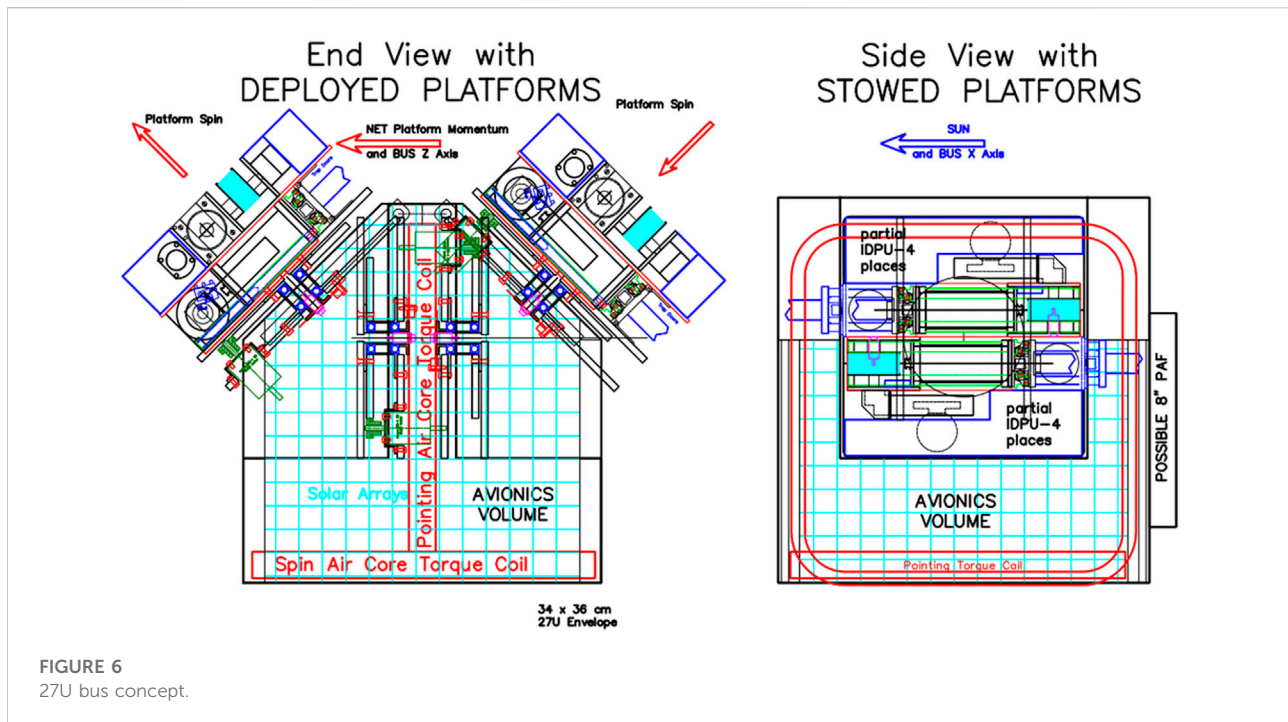 End View with
DEPLOYED PLATFORMS
Platform Spin
NET Platform Momentum
and BUS Z Axis
Platform Spin
Pointing Air Core Torque Coil
Solar Arrays
AVIONICS
VOLUME
Spin Air Core Torque Coil
34 x 36 cm
27U Envelope
Side View with
STOWED PLATFORMS
SUN
and BUS X Axis
partial
IDPU-4
places
partial
IDPU-4
places
AVIONICS
VOLUME
Pointing Torque Coil
POSSIBLE 8" PAF
FIGURE 6
27U bus concept.